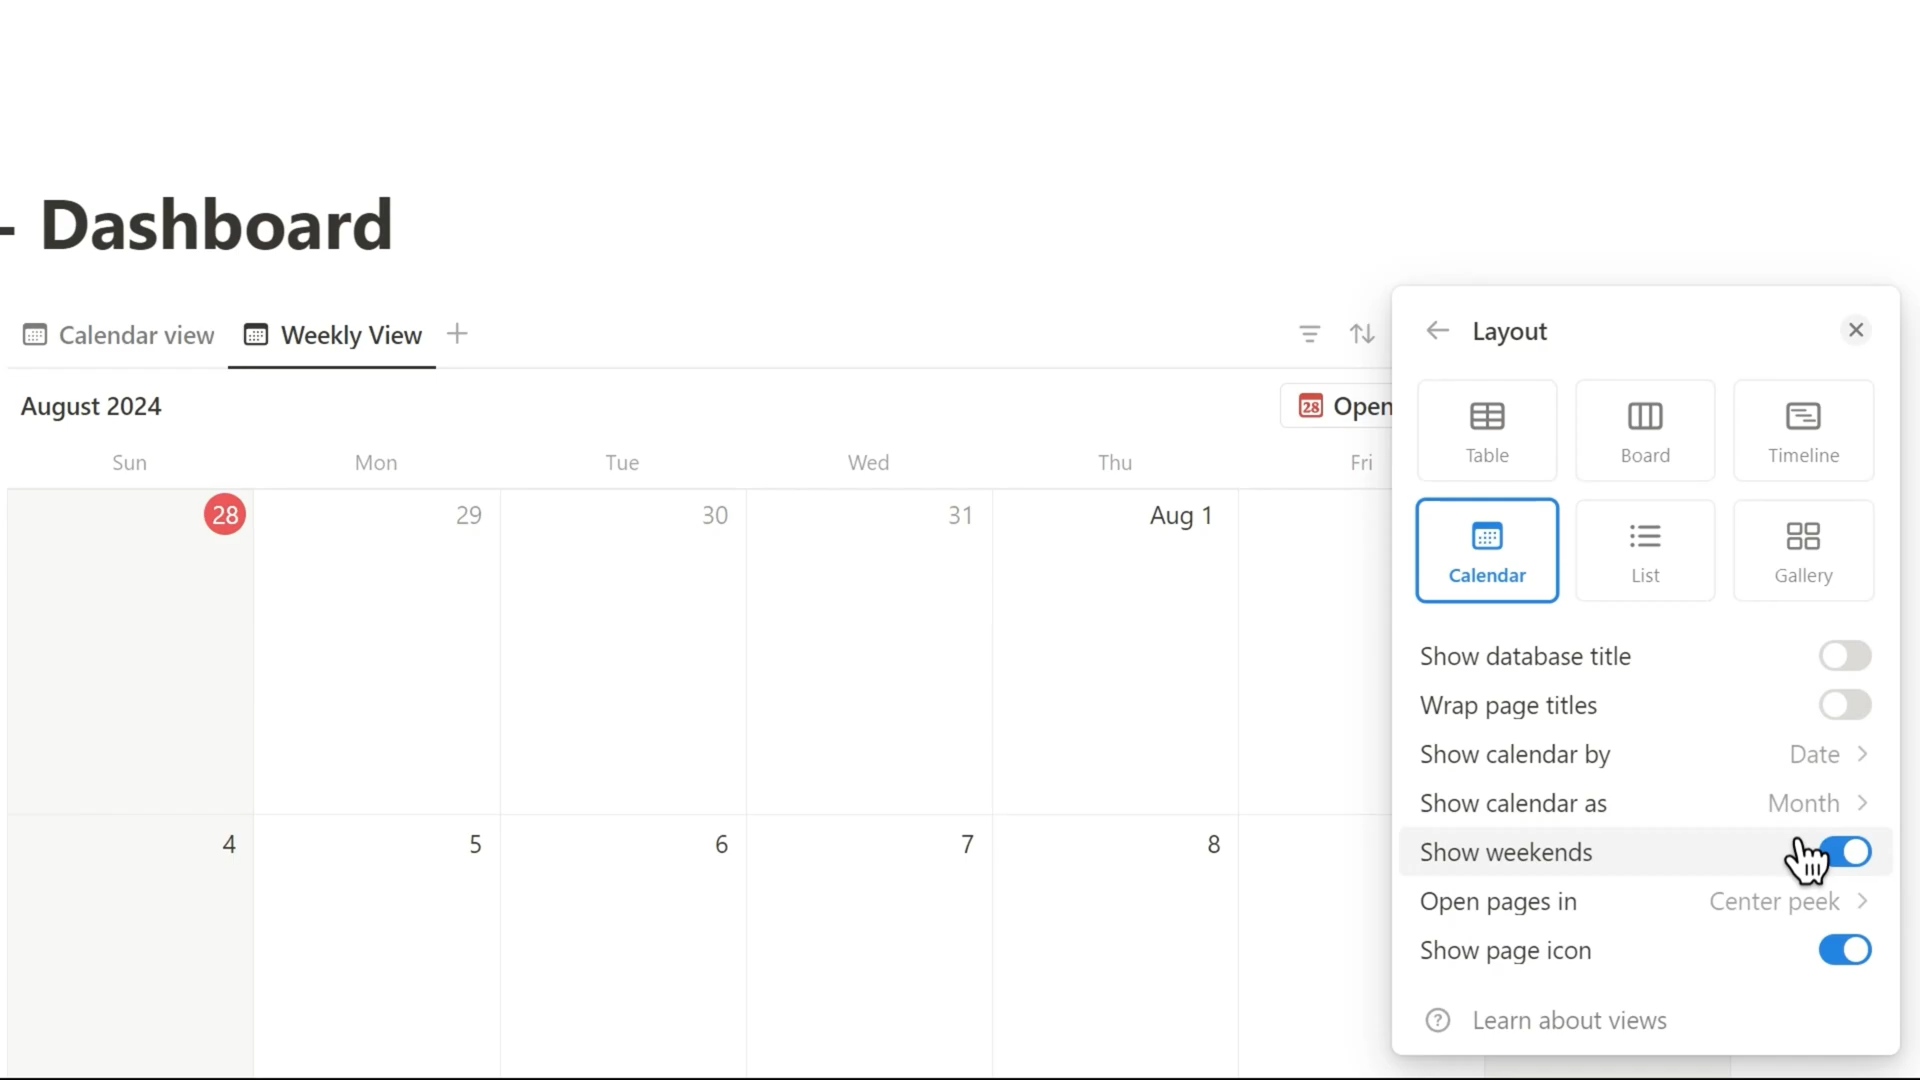 - Dashboard
Calendar view Weekly View
August 2024
28 Open
Sun Mon Tue Wed Thu Fri
28 29 30 31 Aug 1
4 5 6 7 8
Layout
Table Board Timeline
Calendar List Gallery
Show database title
Wrap page titles
Show calendar by Date
Show calendar as Month
Show weekends
Open pages in Center peek
Show page icon
Learn about views